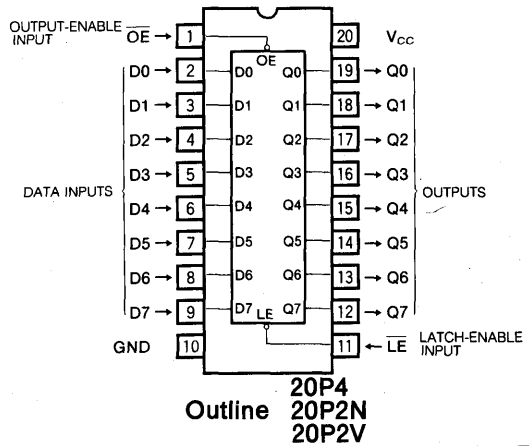 OUTPUT-ENABLE
INPUT
OE → 1
20 VCC
D0 → 2 D0 OE Q0 19 → Q0
D1 → 3 D1 Q1 18 → Q1
D2 → 4 D2 Q2 17 → Q2
D3 → 5 D3 Q3 16 → Q3
DATA INPUTS
OUTPUTS
D4 → 6 D4 Q4 15 → Q4
D5 → 7 D5 Q5 14 → Q5
D6 → 8 D6 Q6 13 → Q6
D7 → 9 D7 LE Q7 12 → Q7
GND 10
11 ← LE
LATCH-ENABLE
INPUT
Outline
20P4
20P2N
20P2V